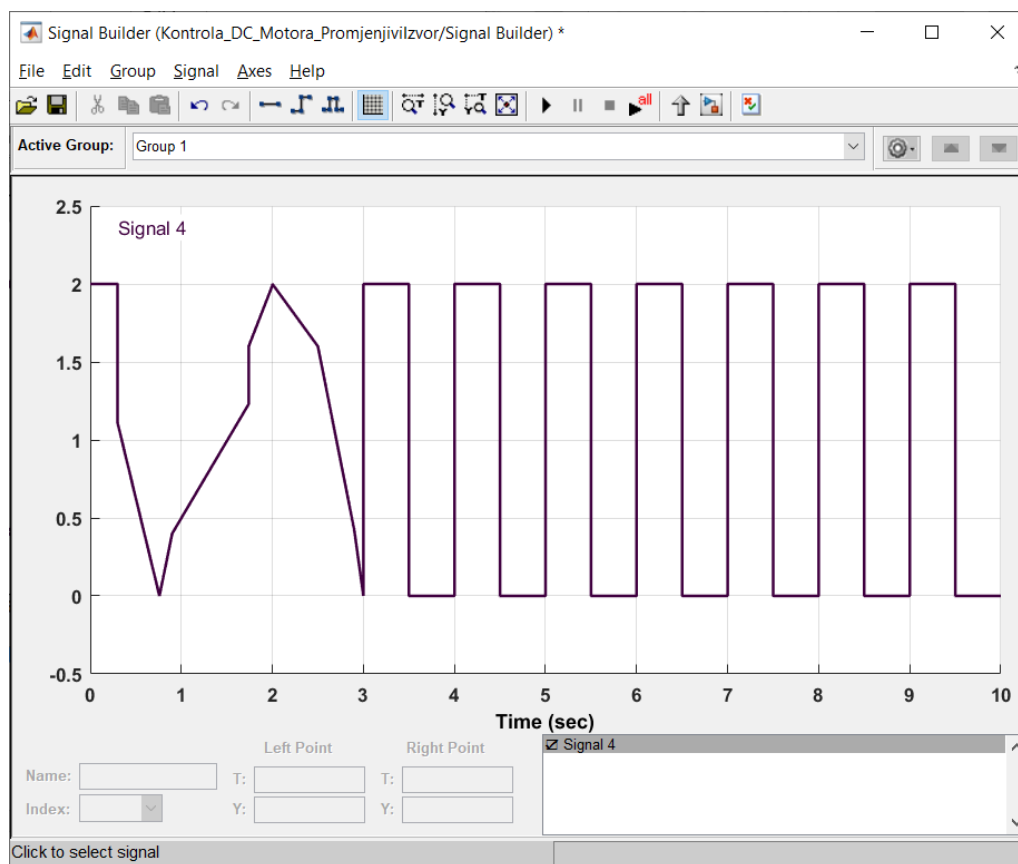 Signal Builder (Kontrola_DC_Motora_PromjenjiviIzvor/Signal Builder) *
File Edit Group Signal Axes Help
all
Active Group: Group 1
Signal 4
2.5
2
1.5
1
0.5
0
-0.5
0 1 2 3 4 5 6 7 8 9 10
Time (sec)
Left Point Right Point
Signal 4
Name: T: T:
Index: Y: Y:
Click to select signal